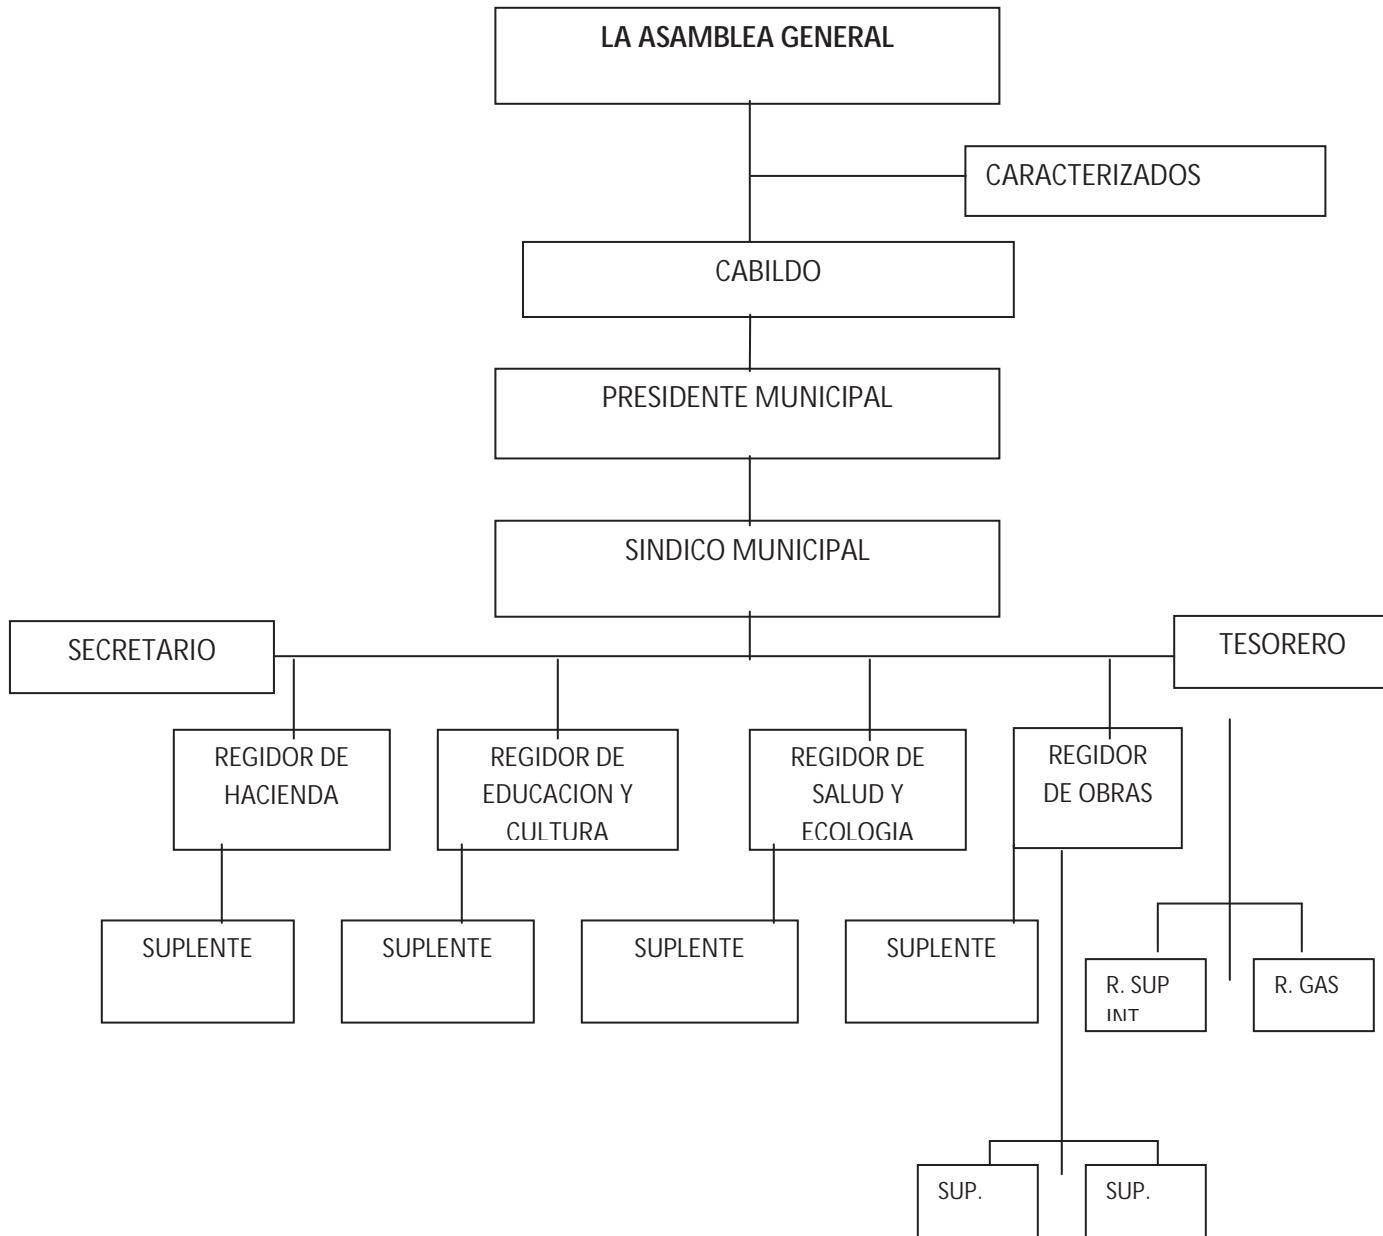 LA ASAMBLEA GENERAL
CARACTERIZADOS
CABILDO
PRESIDENTE MUNICIPAL
SINDICO MUNICIPAL
SECRETARIO
TESORERO
REGIDOR DE
HACIENDA
REGIDOR DE
EDUCACION Y
CULTURA
REGIDOR DE
SALUD Y
ECOLOGIA
REGIDOR
DE OBRAS
SUPLENTE
SUPLENTE
SUPLENTE
SUPLENTE
R. SUP
INT
R. GAS
SUP.
SUP.